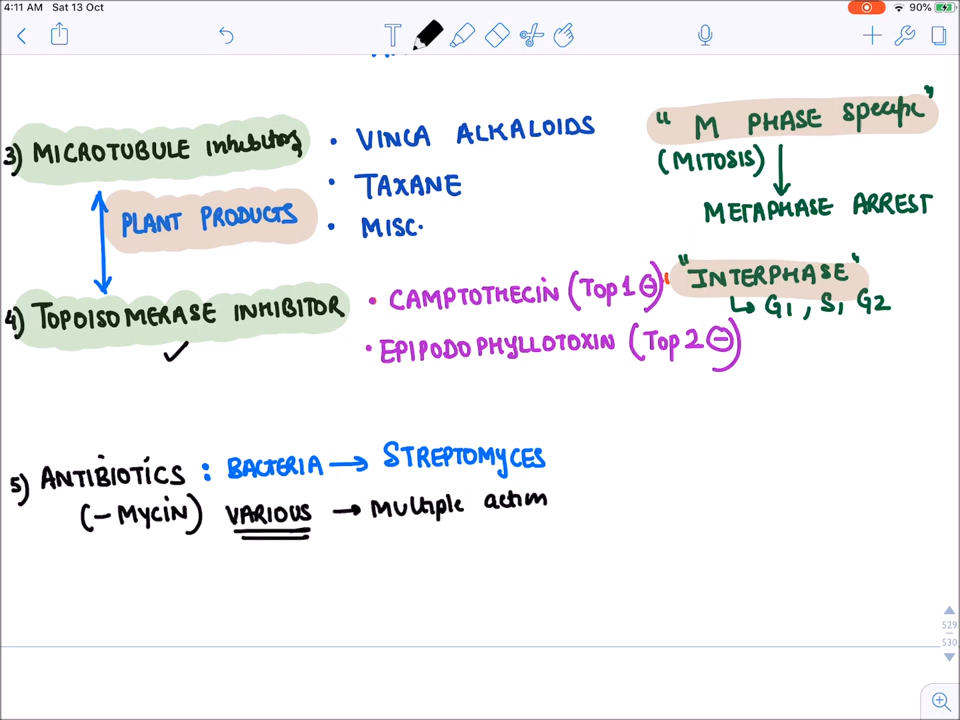 4:11 AM Sat 13 Oct
90%
3) MICROTUBULE inhibitors
• VINCA ALKALOIDS
• TAXANE
• MISC.
" M PHASE Specific "
(MITOSIS)
METAPHASE ARREST
PLANT PRODUCTS
4) TOPOISOMERASE INHIBITOR
• CAMPTOTHECIN (Top 1 ⊖)
• EPIPODOPHYLLOTOXIN (Top 2 ⊖)
"INTERPHASE"
↳ G1, S, G2
5) ANTIBIOTICS : BACTERIA → STREPTOMYCES
(-MYCIN) VARIOUS → Multiple action
529
530